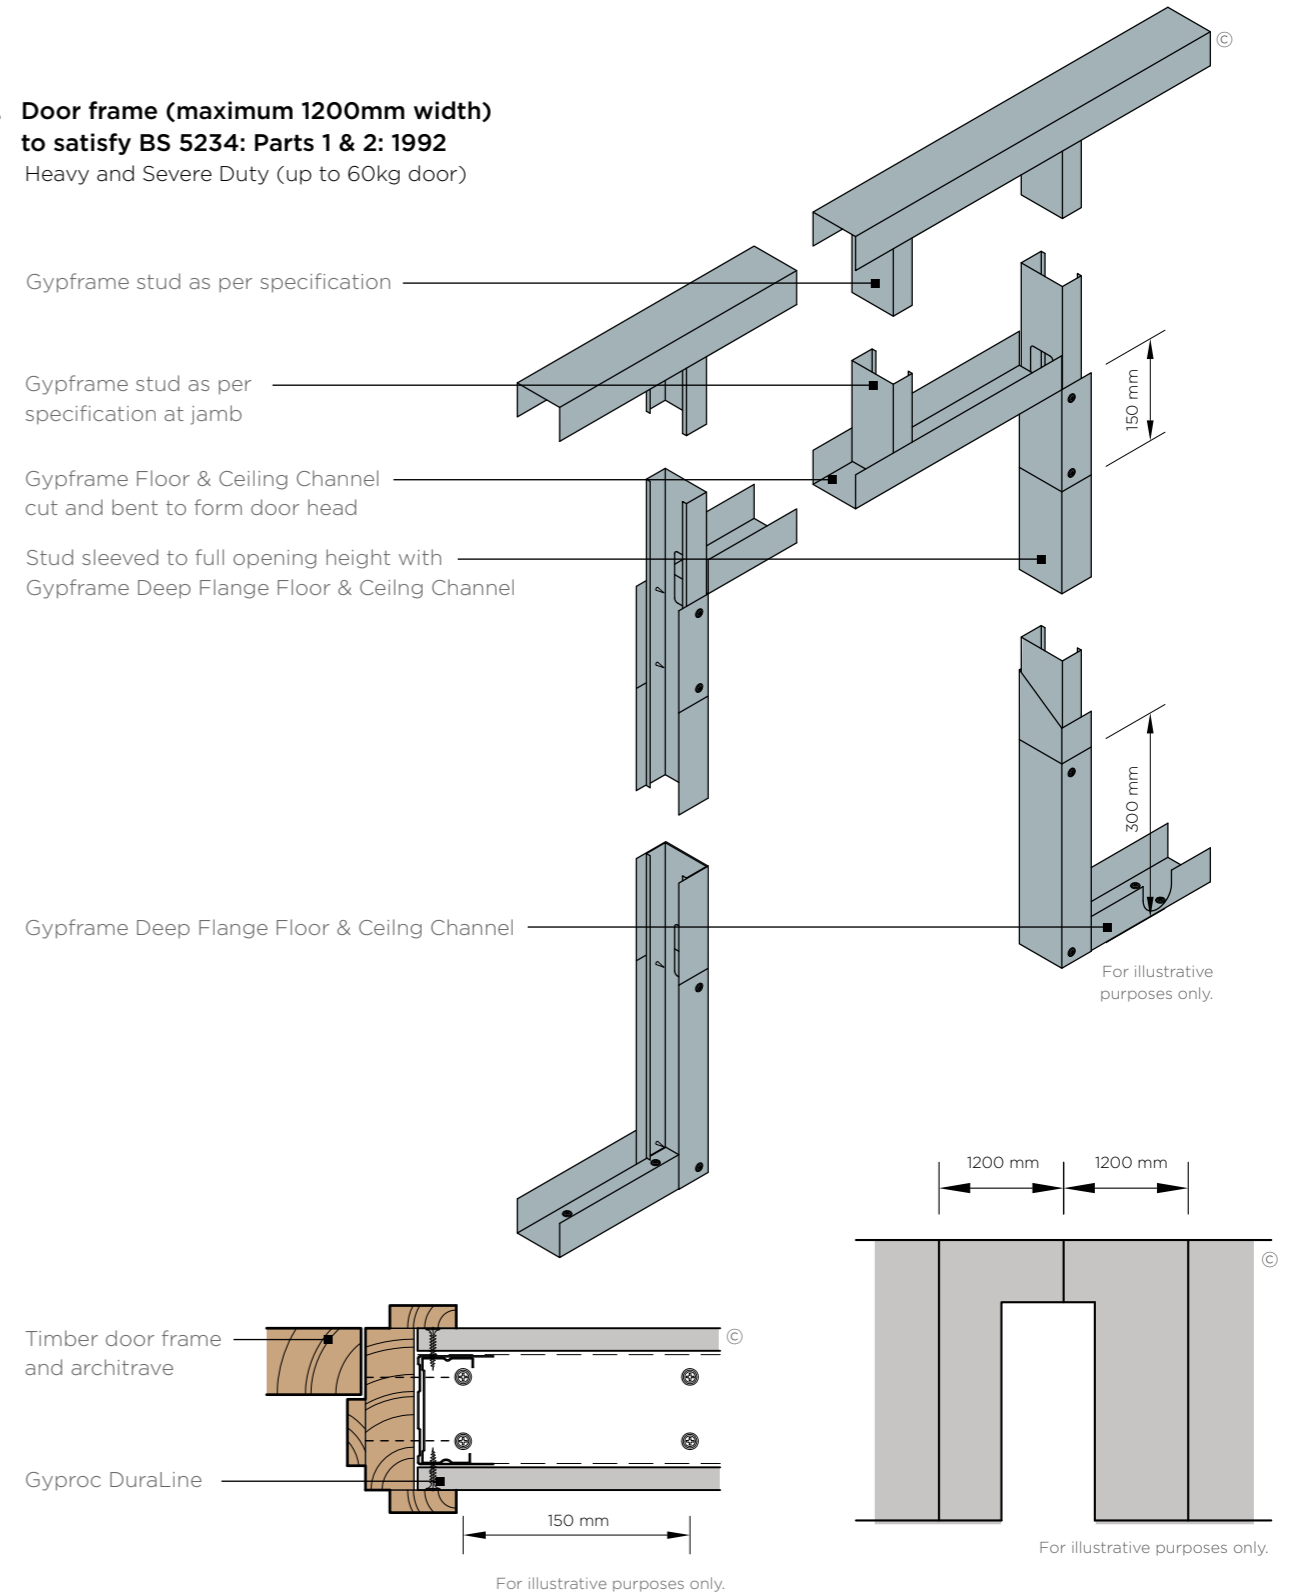 Door frame (maximum 1200mm width)
to satisfy BS 5234: Parts 1 & 2: 1992
Heavy and Severe Duty (up to 60kg door)
©
Gypframe stud as per specification
Gypframe stud as per
specification at jamb
150 mm
Gypframe Floor & Ceiling Channel
cut and bent to form door head
Stud sleeved to full opening height with
Gypframe Deep Flange Floor & Ceilng Channel
300 mm
Gypframe Deep Flange Floor & Ceilng Channel
For illustrative
purposes only.
1200 mm
1200 mm
©
Timber door frame
and architrave
©
Gyproc DuraLine
150 mm
For illustrative purposes only.
For illustrative purposes only.